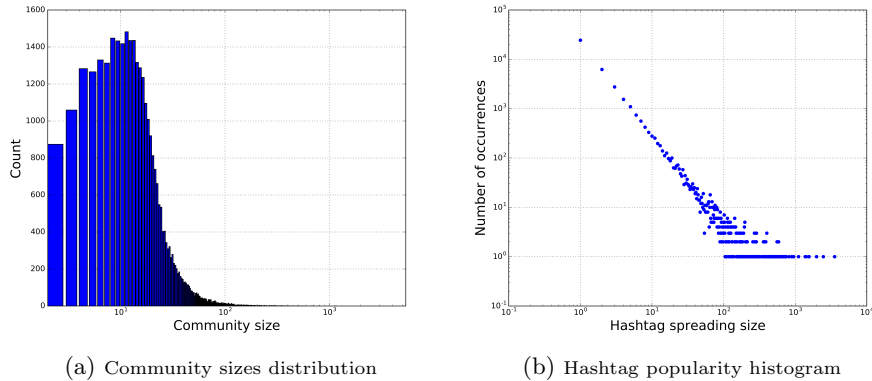 1600
1400
1200
1000
800
600
400
200
0
Count
10¹ 10² 10³
Community size
(a) Community sizes distribution
10⁵
10⁴
10³
10²
10¹
10⁰
10⁻¹
Number of occurrences
10⁻¹ 10⁰ 10¹ 10² 10³ 10
Hashtag spreading size
(b) Hashtag popularity histogram